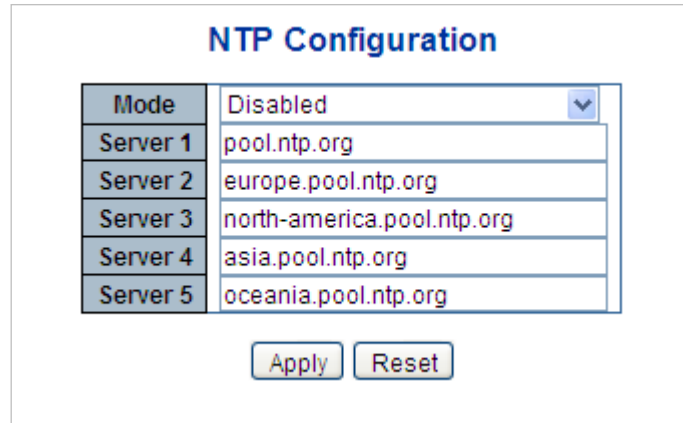 NTP Configuration
Mode Disabled
Server 1 pool.ntp.org
Server 2 europe.pool.ntp.org
Server 3 north-america.pool.ntp.org
Server 4 asia.pool.ntp.org
Server 5 oceania.pool.ntp.org
Apply Reset